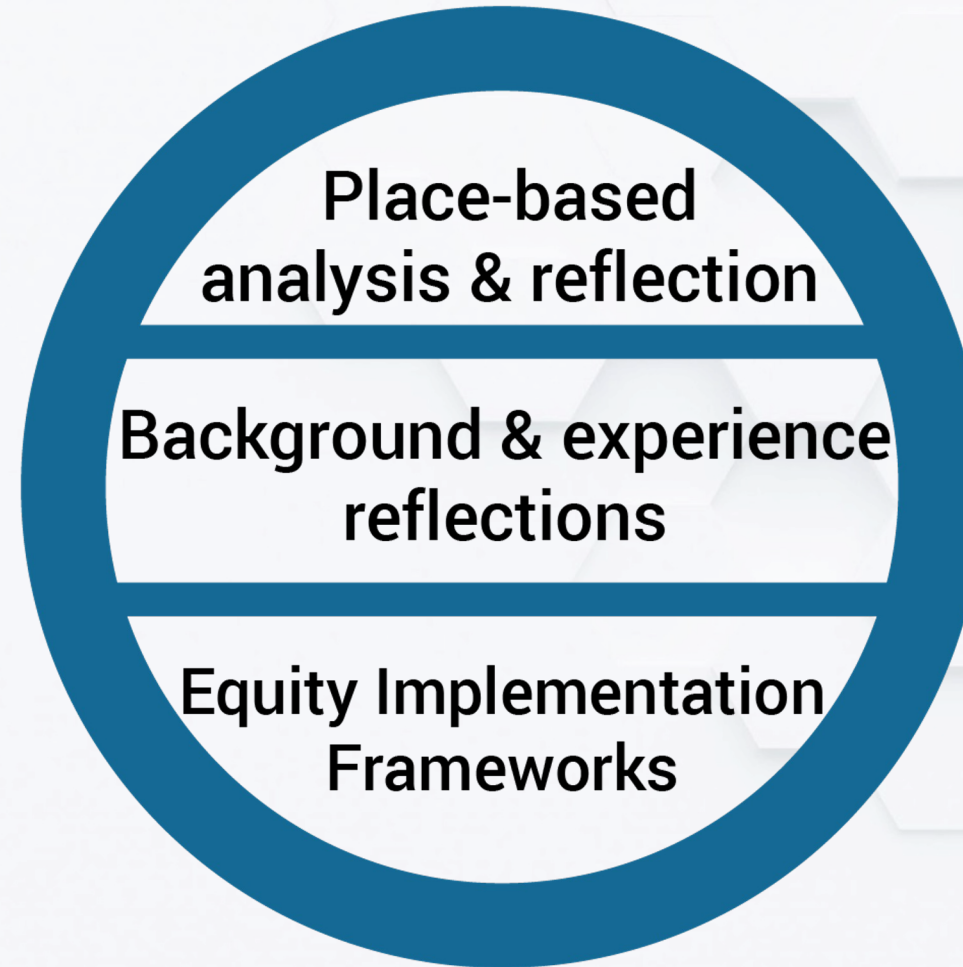 Place-based
analysis & reflection
Background & experience
reflections
Equity Implementation
Frameworks